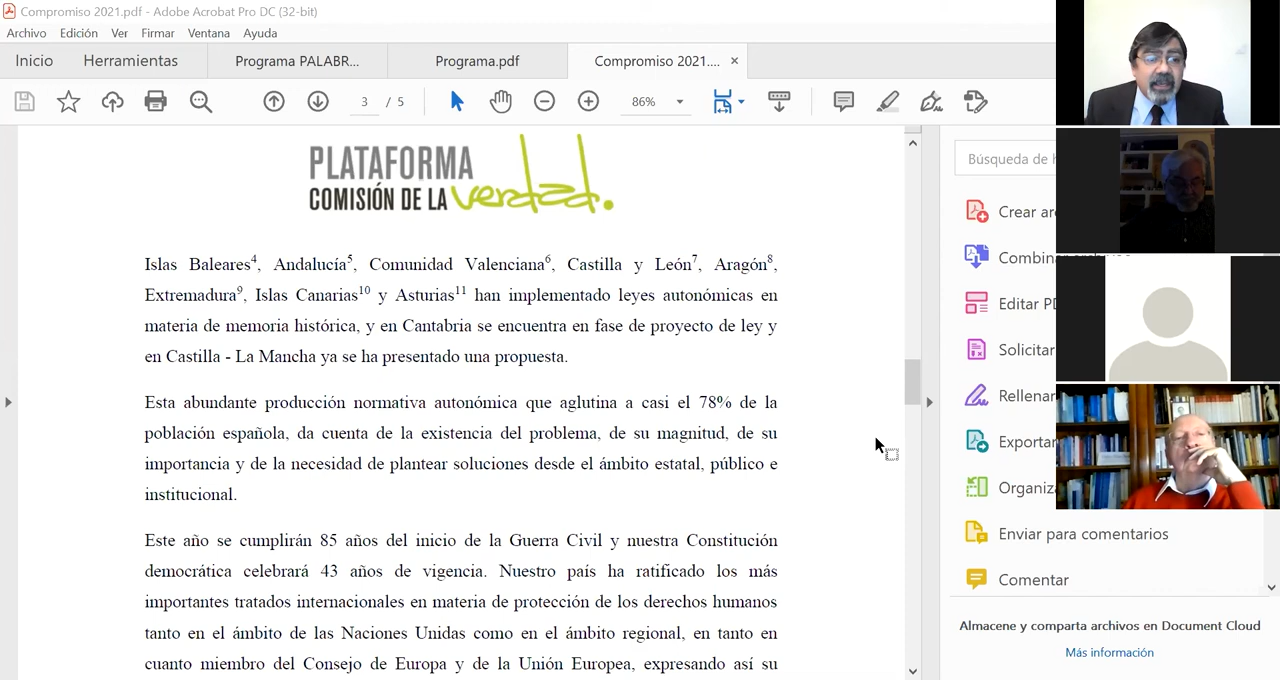 Compromiso 2021.pdf - Adobe Acrobat Pro DC (32-bit)
Archivo Edición Ver Firmar Ventana Ayuda
Inicio Herramientas Programa PALABR... Programa.pdf Compromiso 2021.... ×
3 / 5 86%
PLATAFORMA
COMISIÓN DE LA verdad.
Islas Baleares⁴, Andalucía⁵, Comunidad Valenciana⁶, Castilla y León⁷, Aragón⁸,
Extremadura⁹, Islas Canarias¹⁰ y Asturias¹¹ han implementado leyes autonómicas en
materia de memoria histórica, y en Cantabria se encuentra en fase de proyecto de ley y
en Castilla - La Mancha ya se ha presentado una propuesta.
Esta abundante producción normativa autonómica que aglutina a casi el 78% de la
población española, da cuenta de la existencia del problema, de su magnitud, de su
importancia y de la necesidad de plantear soluciones desde el ámbito estatal, público e
institucional.
Este año se cumplirán 85 años del inicio de la Guerra Civil y nuestra Constitución
democrática celebrará 43 años de vigencia. Nuestro país ha ratificado los más
importantes tratados internacionales en materia de protección de los derechos humanos
tanto en el ámbito de las Naciones Unidas como en el ámbito regional, en tanto en
cuanto miembro del Consejo de Europa y de la Unión Europea, expresando así su
Búsqueda de
Crear
Combinar
Editar
Solicitar
Rellenar
Exportar
Organiz
Enviar para comentarios
Comentar
Almacene y comparta archivos en Document Cloud
Más información